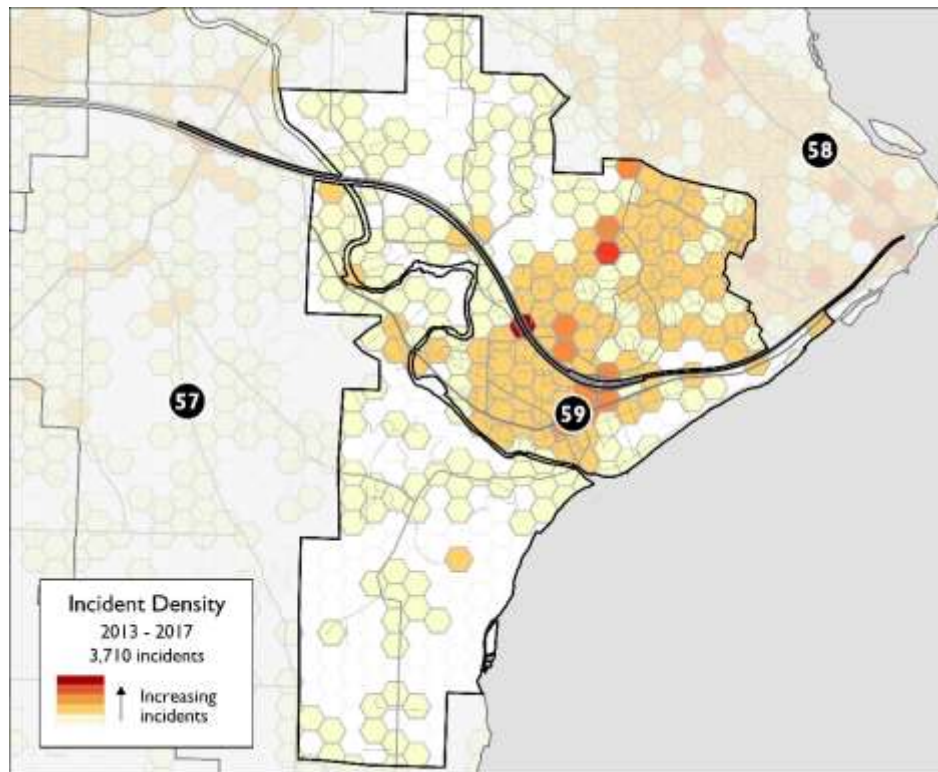 58
57
59
Incident Density
2013 - 2017
3,710 incidents
Increasing
incidents